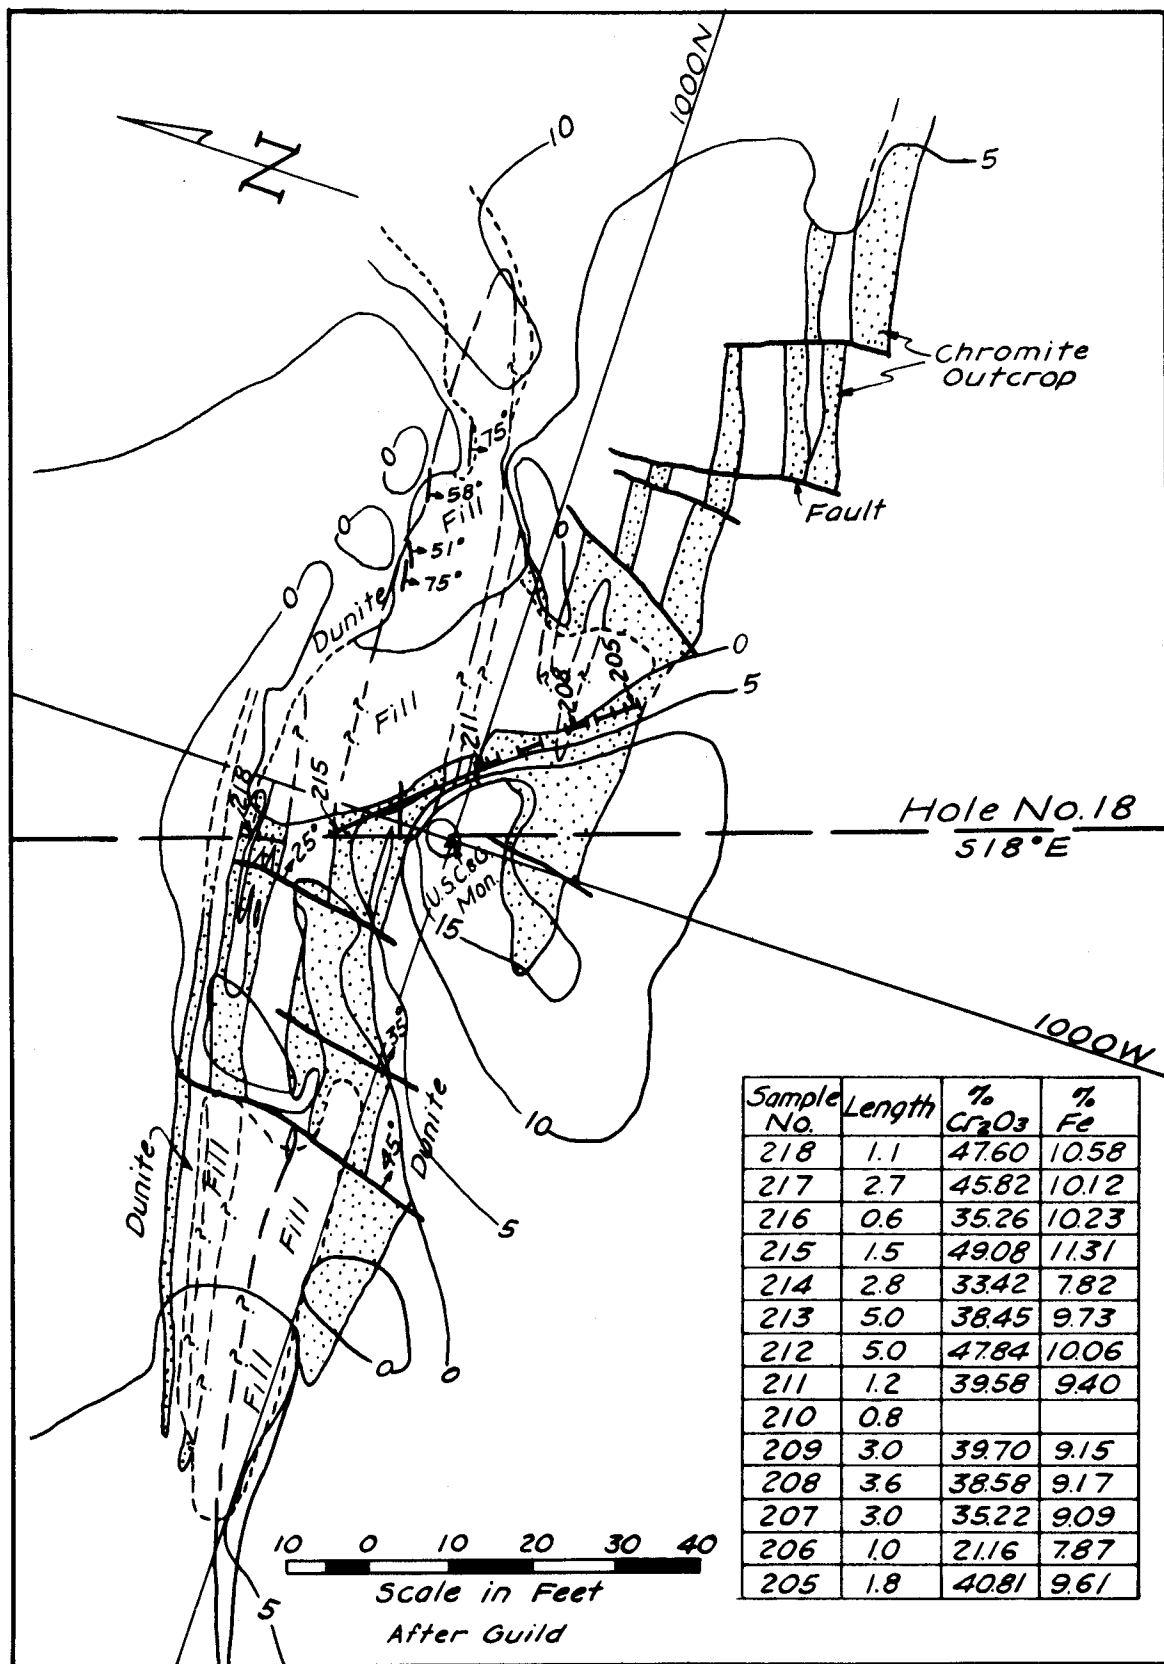 1000N
N
10
5
Chromite
Outcrop
0
75°
58°
Fill
0
0
Fault
51°
75°
0
Dunite
0
5
205
208
Fill
211
215
218
25°
Hole No. 18
S18°E
U.S.C.&G.
Mon.
15
1000W
35°
10
Dunite
45°
Dunite
Fill
Fill
5
Fill
0
0
5
10 0 10 20 30 40
Scale in Feet
After Guild
Sample No. Length % Cr2O3 % Fe
218 1.1 47.60 10.58
217 2.7 45.82 10.12
216 0.6 35.26 10.23
215 1.5 49.08 11.31
214 2.8 33.42 7.82
213 5.0 38.45 9.73
212 5.0 47.84 10.06
211 1.2 39.58 9.40
210 0.8
209 3.0 39.70 9.15
208 3.6 38.58 9.17
207 3.0 35.22 9.09
206 1.0 21.16 7.87
205 1.8 40.81 9.61